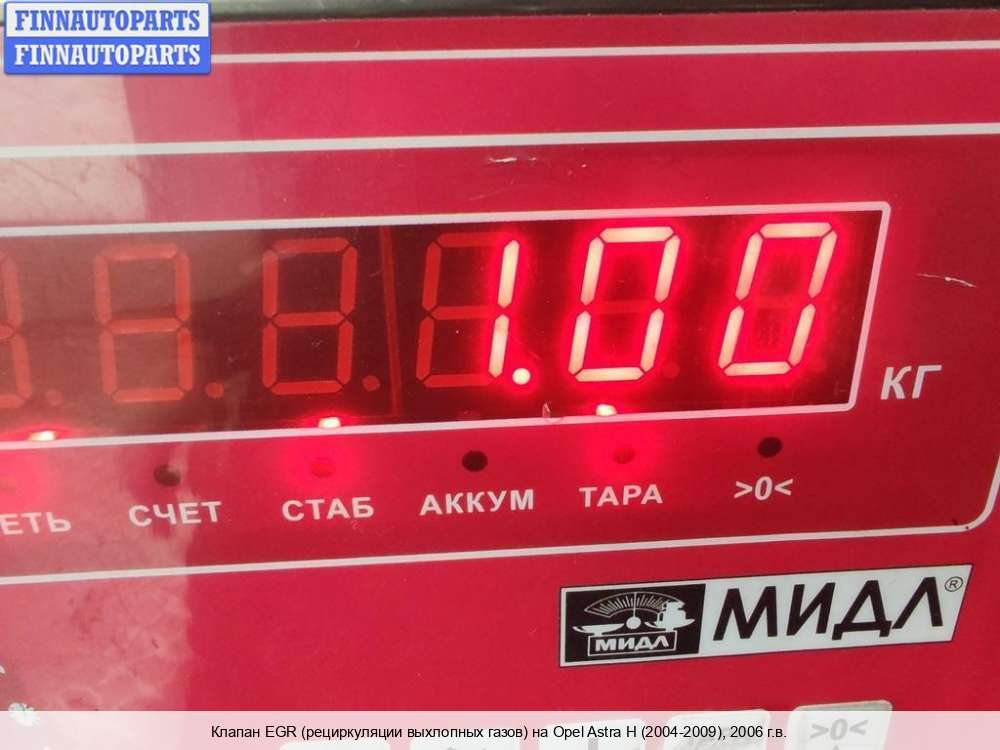 FINNAUTOPARTS
FINNAUTOPARTS
1.00
КГ
ЕТЬ СЧЕТ СТАБ АККУМ ТАРА >0<
МИДЛ МИДЛ®
>0<
Клапан EGR (рециркуляции выхлопных газов) на Opel Astra H (2004-2009), 2006 г.в.